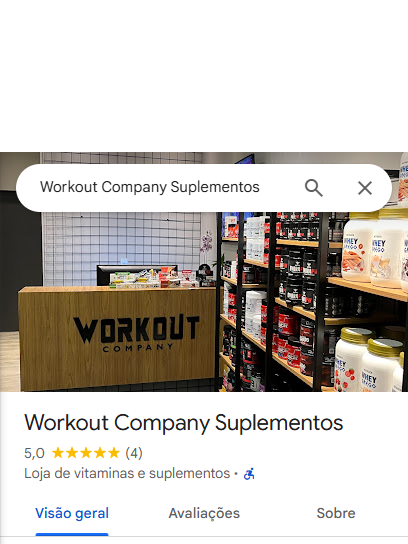 Workout Company Suplementos
WORKOUT
COMPANY
WHEY
WHEY
Workout Company Suplementos
5,0 (4)
Loja de vitaminas e suplementos ·
Visão geral
Avaliações
Sobre